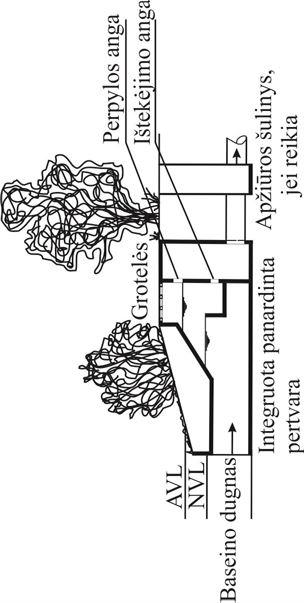 Perpylos anga
Ištekėjimo anga
Grotelės
AVL
NVL
Baseino dugnas
Integruota panardinta
pertvara
Apžiūros šulinys,
jei reikia